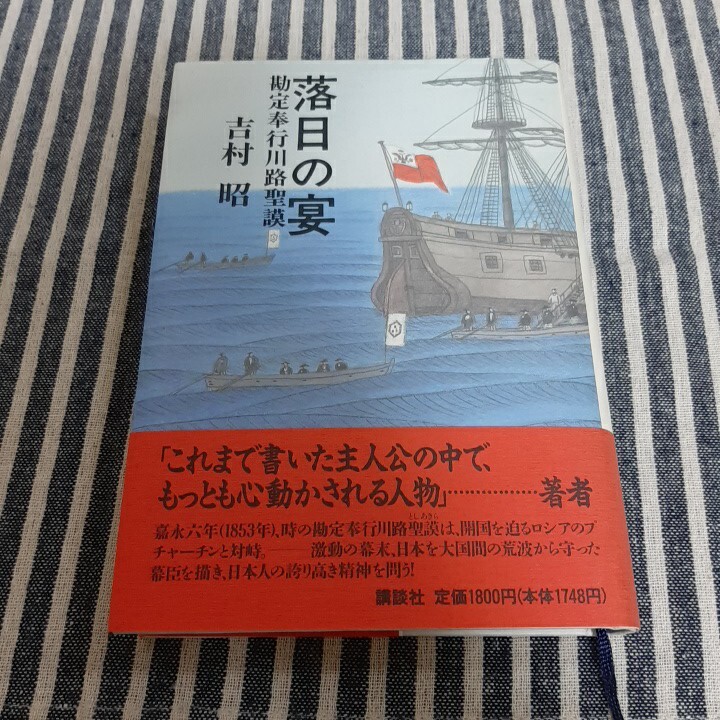 落日の宴
勘定奉行川路聖謨
吉村 昭
「これまで書いた主人公の中で、
もっとも心動かされる人物」………………著者
としあきら
嘉永六年(1853年)、時の勘定奉行川路聖謨は、開国を迫るロシアのプ
チャーチンと対峙。——激動の幕末、日本を大国間の荒波から守った
幕臣を描き、日本人の誇り高き精神を問う!
講談社 定価1800円(本体1748円)